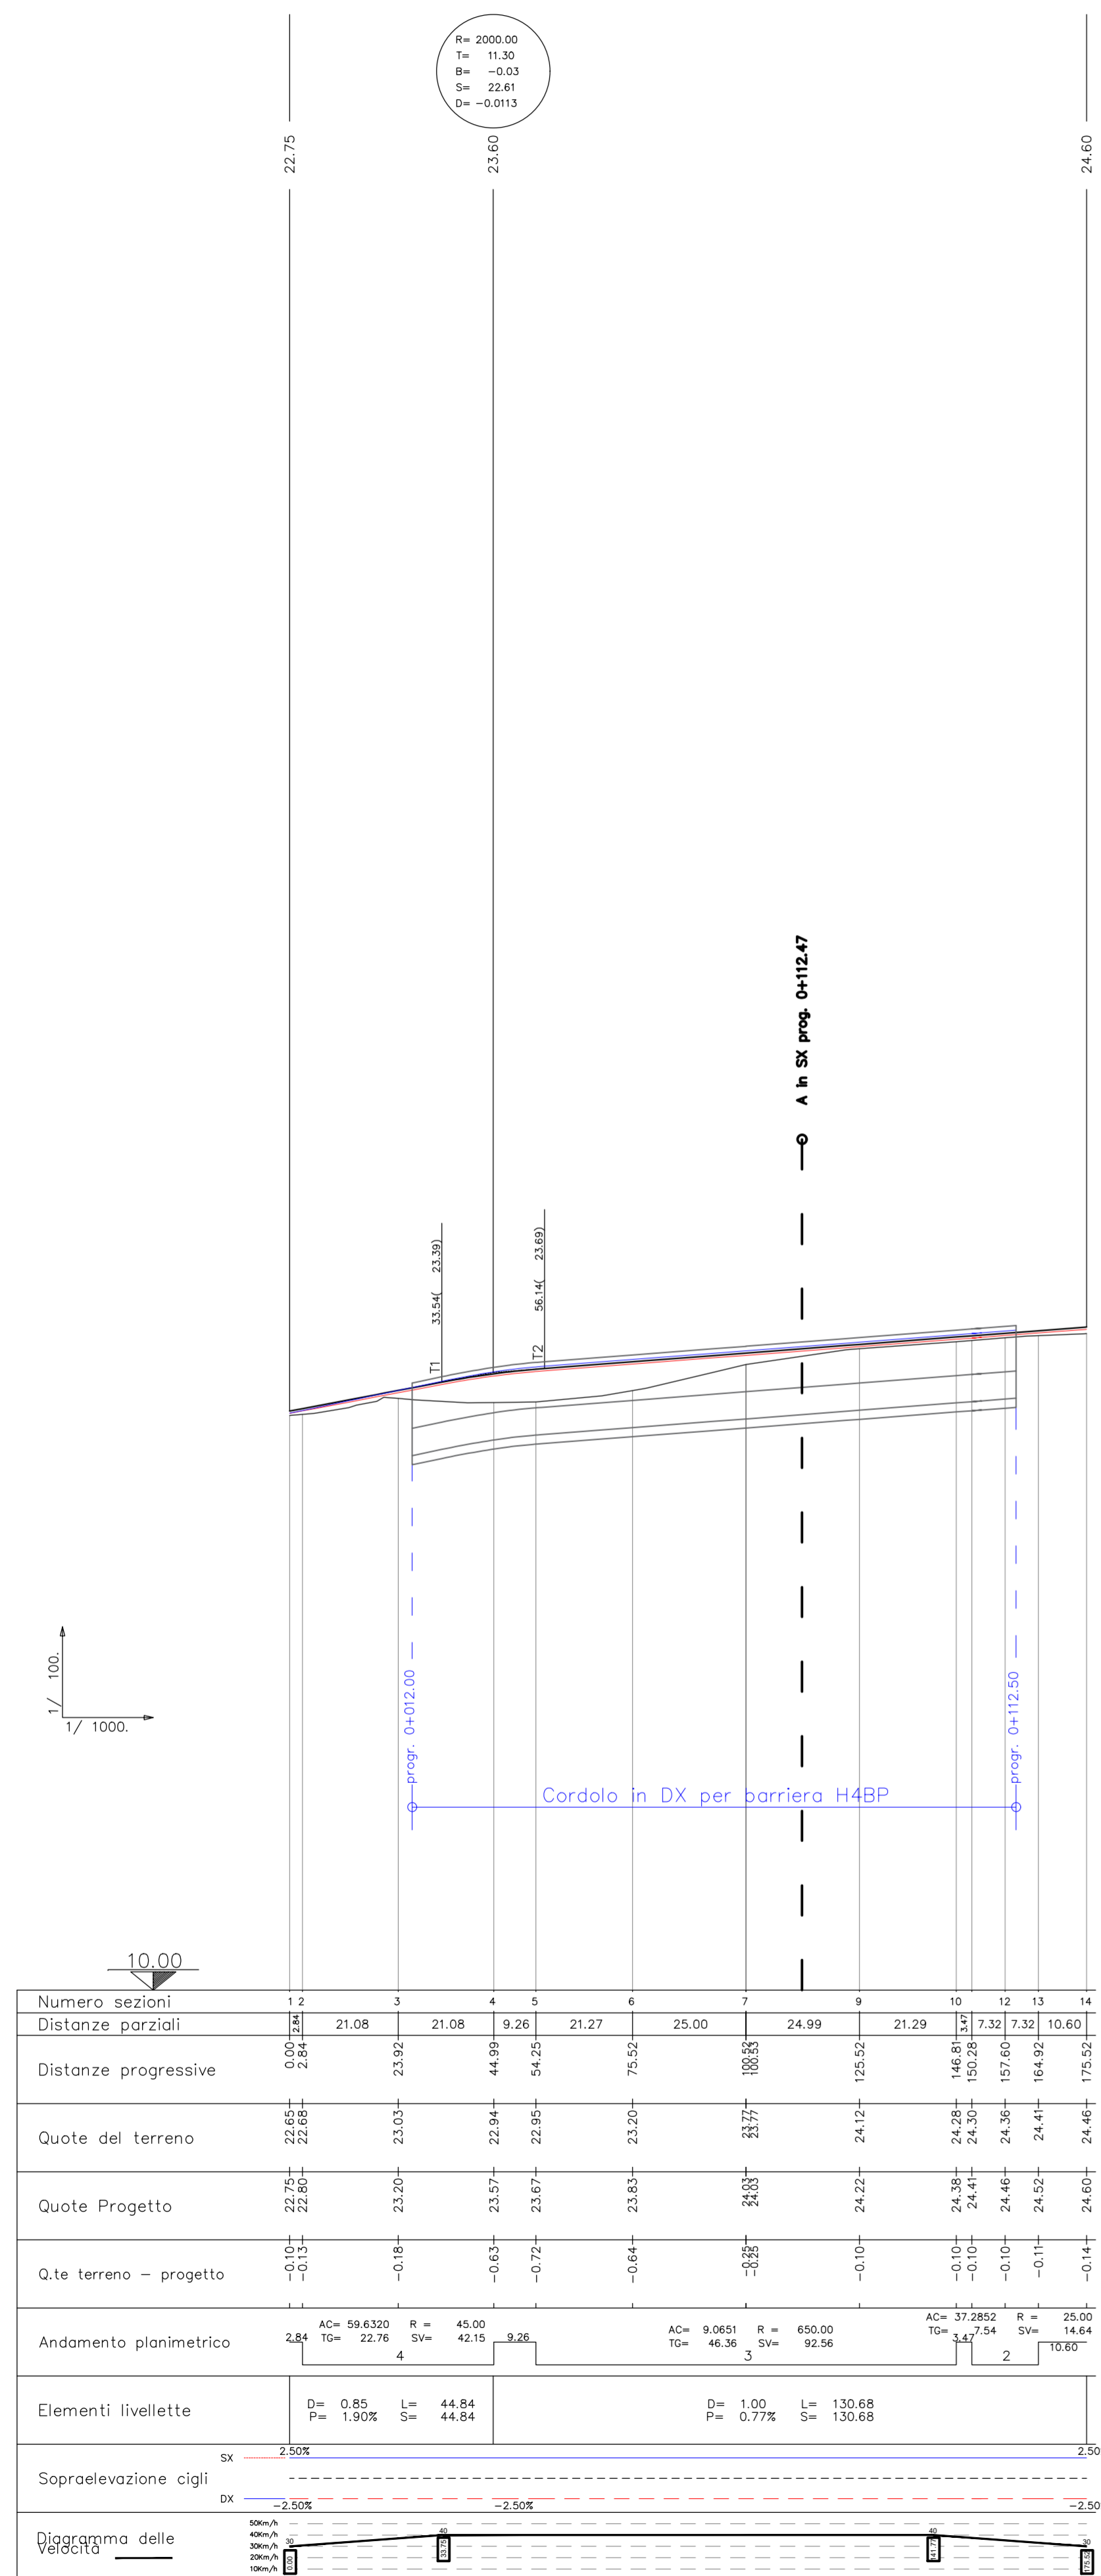 R= 2000.00
T= 11.30
B= -0.03
S= 22.61
D= -0.0113
22.75
23.60
24.60
A in SX prog. 0+112.47
T1 33.54( 23.39)
T2 56.14( 23.69)
1/ 100.
1/ 1000.
progr. 0+012.00
progr. 0+112.50
Cordolo in DX per barriera H4BP
10.00
Numero sezioni 1 2 3 4 5 6 7 9 10 12 13 14
Distanze parziali 2.84 21.08 21.08 9.26 21.27 25.00 24.99 21.29 3.47 7.32 7.32 10.60
Distanze progressive 0.00 2.84 23.92 44.99 54.25 75.52 100.52 100.53 125.52 146.81 150.28 157.60 164.92 175.52
Quote del terreno 22.65 22.68 23.03 22.94 22.95 23.20 23.77 23.77 24.12 24.28 24.30 24.36 24.41 24.46
Quote Progetto 22.75 22.80 23.20 23.57 23.67 23.83 24.03 24.03 24.22 24.38 24.41 24.46 24.52 24.60
Q.te terreno – progetto -0.10 -0.13 -0.18 -0.63 -0.72 -0.64 -0.25 -0.25 -0.10 -0.10 -0.10 -0.10 -0.11 -0.14
Andamento planimetrico
2.84
AC= 59.6320 R = 45.00
TG= 22.76 SV= 42.15
4
9.26
AC= 9.0651 R = 650.00
TG= 46.36 SV= 92.56
3
3.47
AC= 37.2852 R = 25.00
TG= 7.54 SV= 14.64
2
10.60
Elementi livellette
D= 0.85 L= 44.84
P= 1.90% S= 44.84
D= 1.00 L= 130.68
P= 0.77% S= 130.68
Sopraelevazione cigli
SX 2.50% 2.50
DX -2.50% -2.50% -2.50
Diagramma delle
Velocità
50Km/h
40Km/h
30Km/h
20Km/h
10Km/h
30 40 40 30
0.00 33.75 141.77 175.52